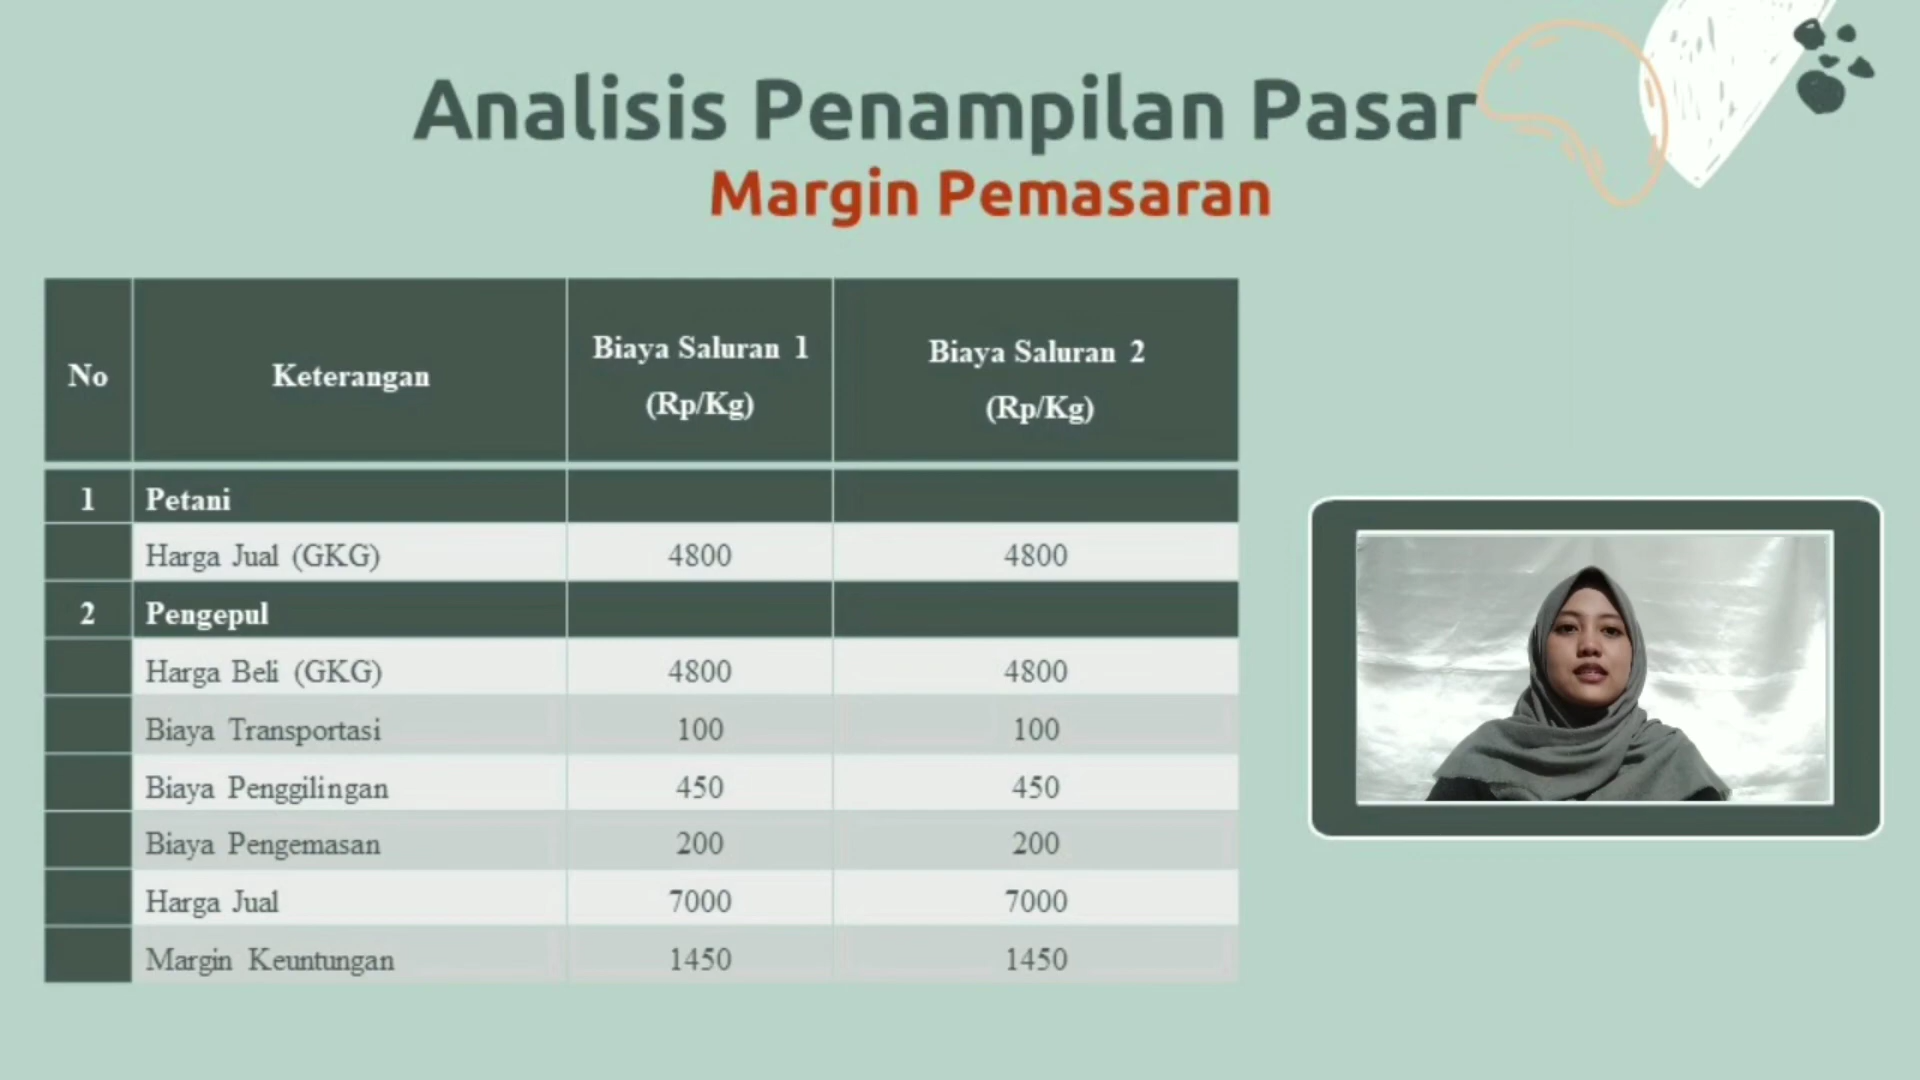 Analisis Penampilan Pasar
Margin Pemasaran
No Keterangan Biaya Saluran 1 (Rp/Kg) Biaya Saluran 2 (Rp/Kg)
1 Petani
Harga Jual (GKG) 4800 4800
2 Pengepul
Harga Beli (GKG) 4800 4800
Biaya Transportasi 100 100
Biaya Penggilingan 450 450
Biaya Pengemasan 200 200
Harga Jual 7000 7000
Margin Keuntungan 1450 1450